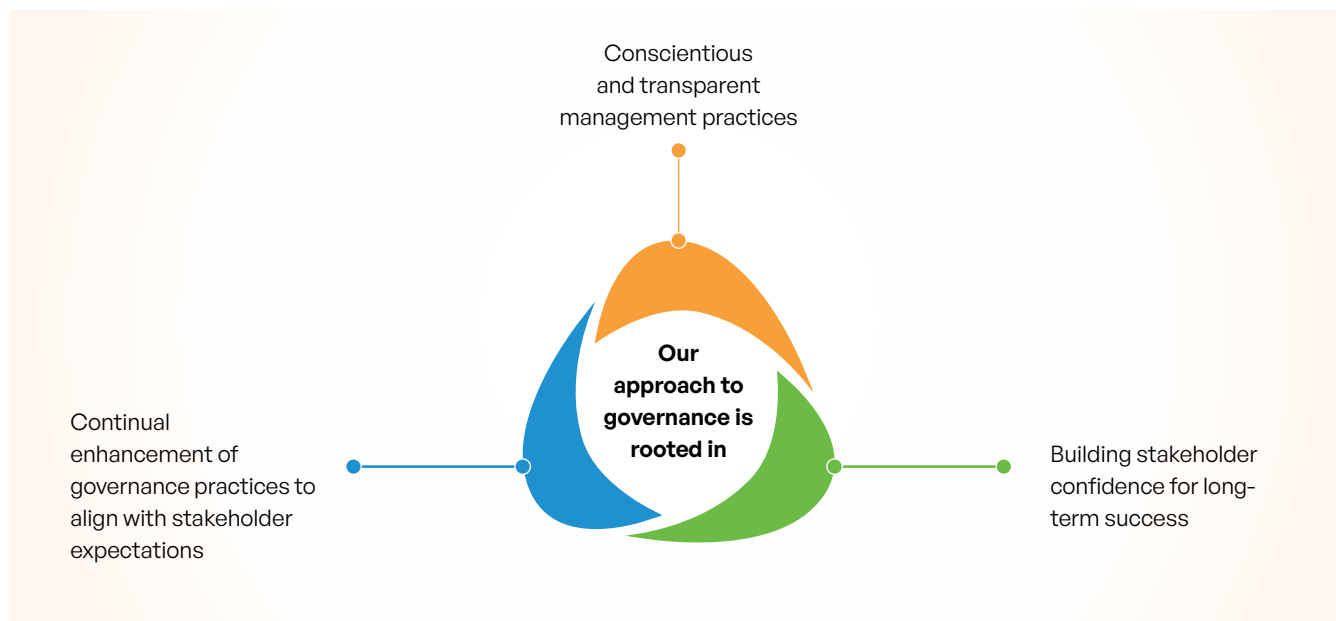 Conscientious
and transparent
management practices
Our
approach to
governance is
rooted in
Continual
enhancement of
governance practices to
align with stakeholder
expectations
Building stakeholder
confidence for long-
term success